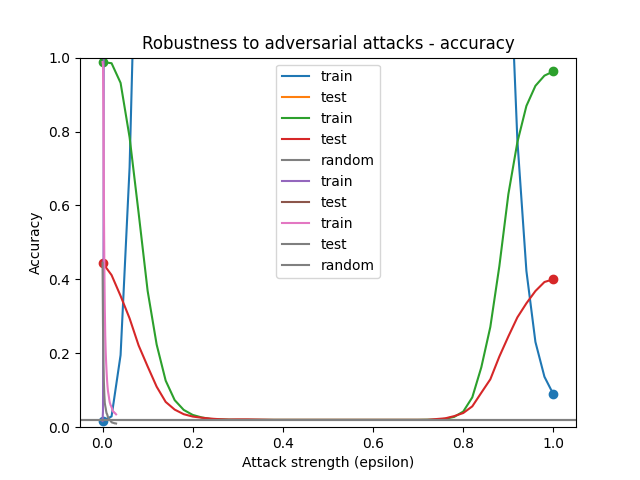 Robustness to adversarial attacks - accuracy
1.0
0.8
0.6
0.4
0.2
0.0
Accuracy
train
test
train
test
random
train
test
train
test
random
0.0 0.2 0.4 0.6 0.8 1.0
Attack strength (epsilon)